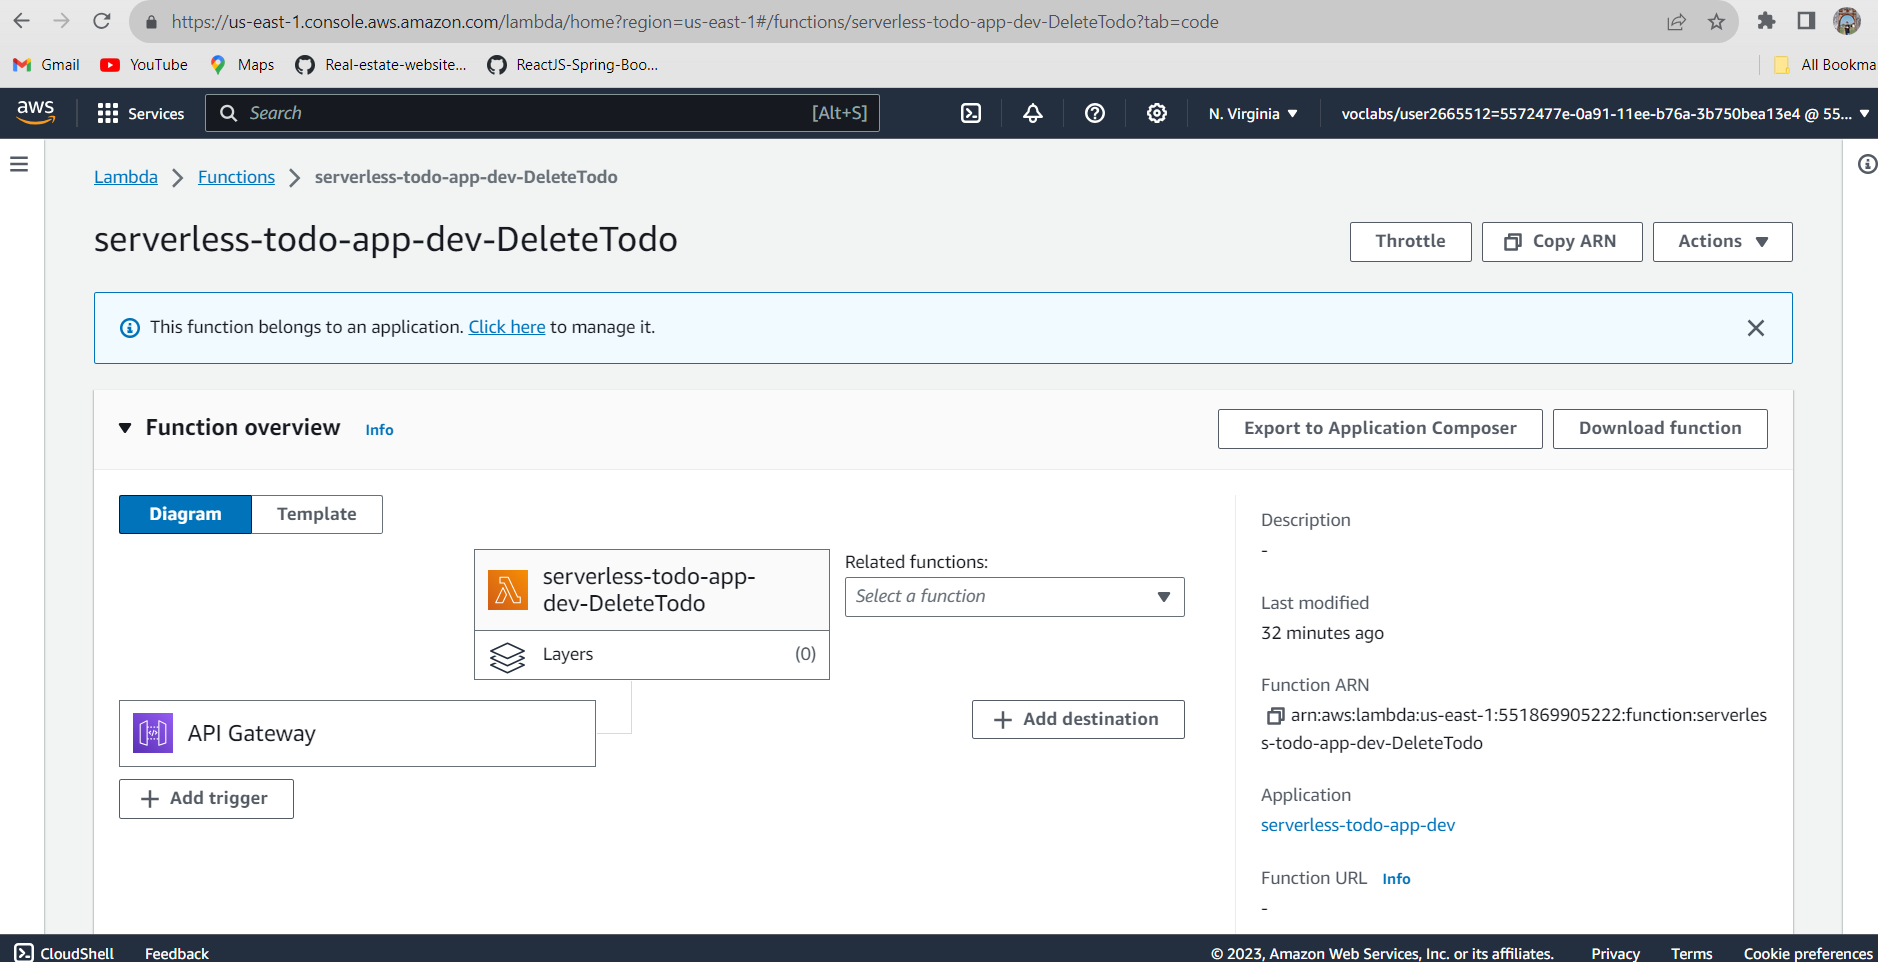 https://us-east-1.console.aws.amazon.com/lambda/home?region=us-east-1#/functions/serverless-todo-app-dev-DeleteTodo?tab=code
Gmail YouTube Maps Real-estate-website... ReactJS-Spring-Boo... All Bookma
aws Services Search [Alt+S] N. Virginia voclabs/user2665512=5572477e-0a91-11ee-b76a-3b750bea13e4 @ 55...
Lambda Functions serverless-todo-app-dev-DeleteTodo
serverless-todo-app-dev-DeleteTodo
Throttle Copy ARN Actions
This function belongs to an application. Click here to manage it.
Function overview Info
Export to Application Composer Download function
Diagram Template
serverless-todo-app-
dev-DeleteTodo
Layers (0)
Related functions:
Select a function
API Gateway
Add destination
Add trigger
Description
-
Last modified
32 minutes ago
Function ARN
arn:aws:lambda:us-east-1:551869905222:function:serverles
s-todo-app-dev-DeleteTodo
Application
serverless-todo-app-dev
Function URL Info
-
CloudShell Feedback © 2023, Amazon Web Services, Inc. or its affiliates. Privacy Terms Cookie preferences